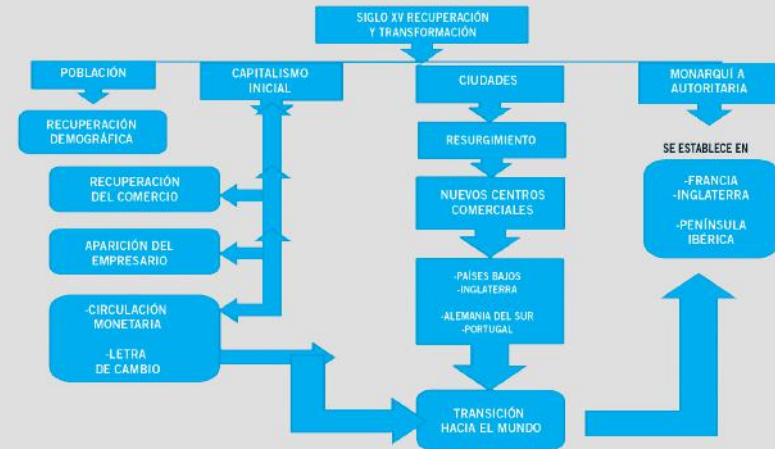 SIGLO XV RECUPERACIÓN
Y TRANSFORMACIÓN
POBLACIÓN
RECUPERACIÓN
DEMOGRÁFICA
CAPITALISMO
INICIAL
RECUPERACIÓN
DEL COMERCIO
APARICIÓN DEL
EMPRESARIO
-CIRCULACIÓN
MONETARIA
-LETRA
DE CAMBIO
CIUDADES
RESURGIMIENTO
NUEVOS CENTROS
COMERCIALES
-PAÍSES BAJOS
-INGLATERRA
-ALEMANIA DEL SUR
-PORTUGAL
TRANSICIÓN
HACIA EL MUNDO
MONARQUÍ A
AUTORITARIA
SE ESTABLECE EN
-FRANCIA
-INGLATERRA
-PENÍNSULA
IBÉRICA